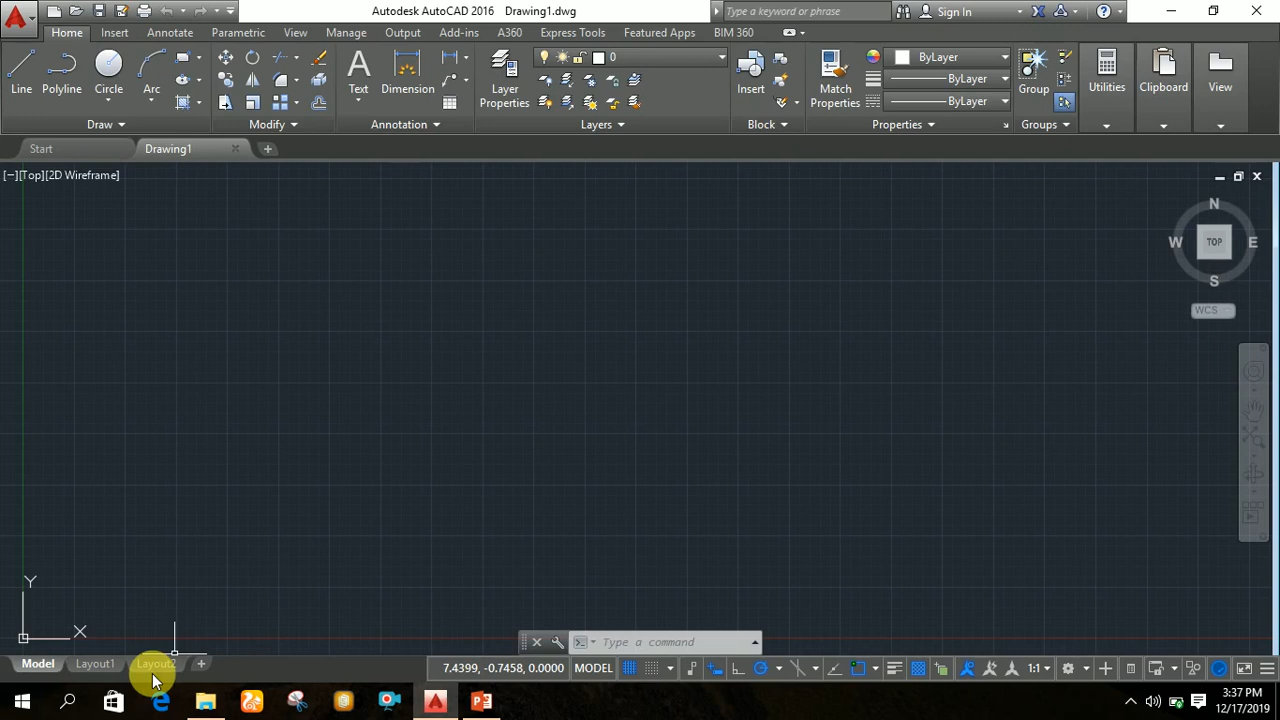 Autodesk AutoCAD 2016 Drawing1.dwg
Type a keyword or phrase
Sign In
Home Insert Annotate Parametric View Manage Output Add-ins A360 Express Tools Featured Apps BIM 360
Line Polyline Circle Arc
Text Dimension
Layer Properties
0
Insert
Match Properties
ByLayer
ByLayer
ByLayer
Group
Utilities
Clipboard
View
Draw Modify Annotation Layers Block Properties Groups
Start Drawing1
[−][Top][2D Wireframe]
N
W TOP E
S
WCS
Y
X
Type a command
Model Layout1 Layout2
7.4399, -0.7458, 0.0000 MODEL 1:1
3:37 PM
12/17/2019